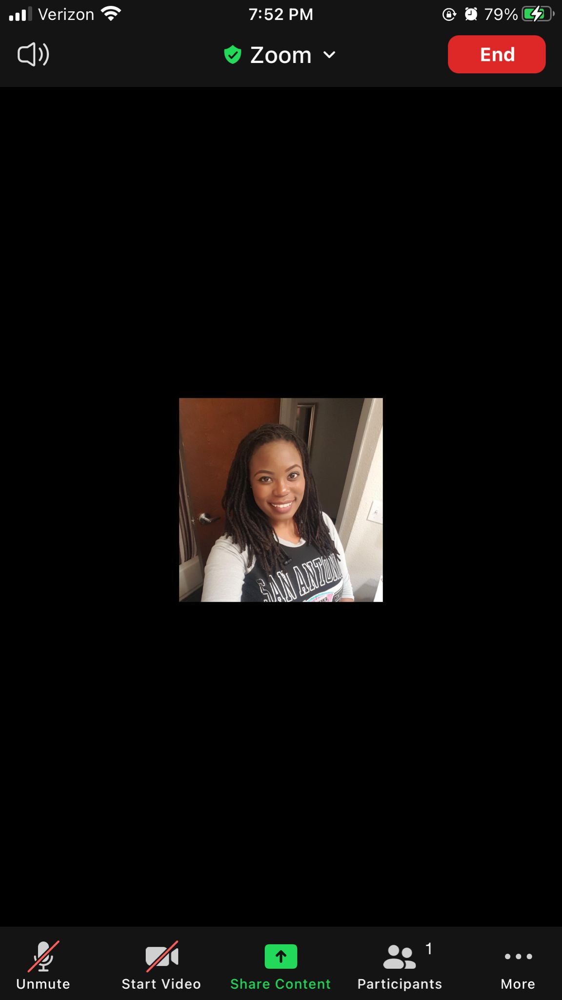 Verizon 7:52 PM 79%
Zoom End
SAN ANTONIO
1
Unmute Start Video Share Content Participants More